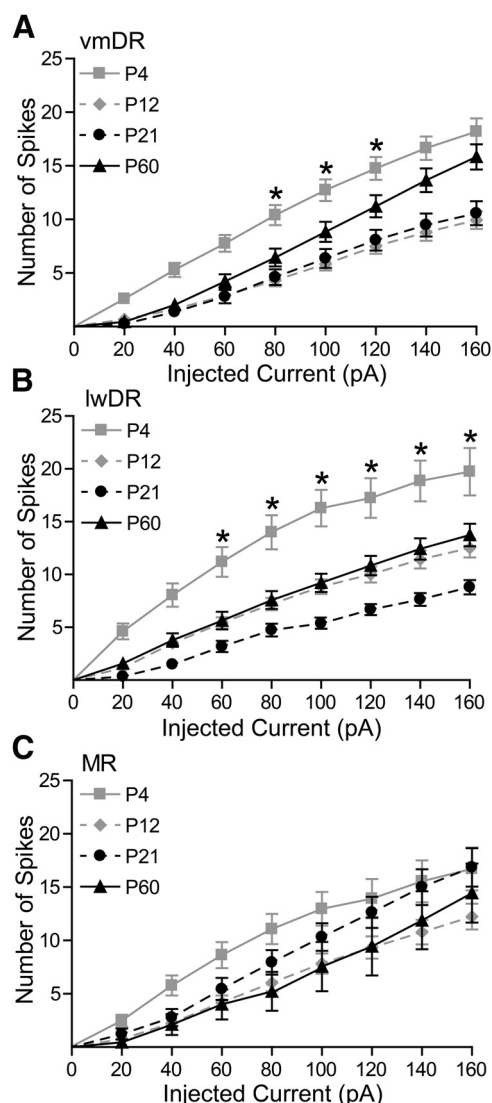 A
vmDR
25
P4
P12
20
P21
P60
15
10
5
Number of Spikes
* * *
0 20 40 60 80 100 120 140 160
Injected Current (pA)
B
lwDR
25
P4
P12
20
P21
P60
15
10
5
Number of Spikes
* * * * * *
0 20 40 60 80 100 120 140 160
Injected Current (pA)
C
MR
25
P4
P12
20
P21
P60
15
10
5
Number of Spikes
0 20 40 60 80 100 120 140 160
Injected Current (pA)